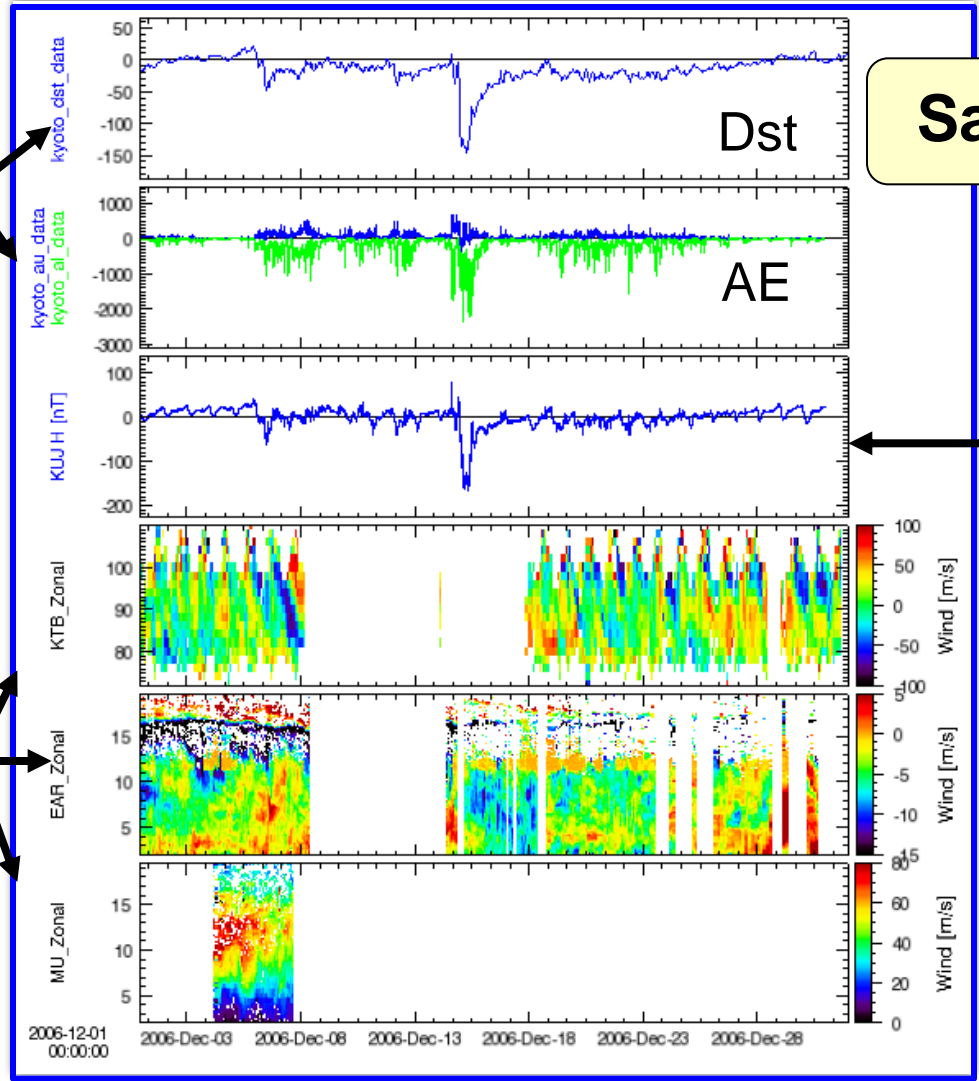 50
0
-50
-100
-150
kyoto_dst_data
Dst
Sa
1000
0
-1000
-2000
-3000
kyoto_au_data
kyoto_al_data
AE
100
0
-100
-200
KUJ H [nT]
100
90
80
KTB_Zonal
100
50
0
-50
-100
Wind [m/s]
15
10
5
EAR_Zonal
5
0
-5
-10
-15
Wind [m/s]
15
10
5
MU_Zonal
80
60
40
20
0
Wind [m/s]
2006-12-01
00:00:00
2006-Dec-03 2006-Dec-08 2006-Dec-13 2006-Dec-18 2006-Dec-23 2006-Dec-28